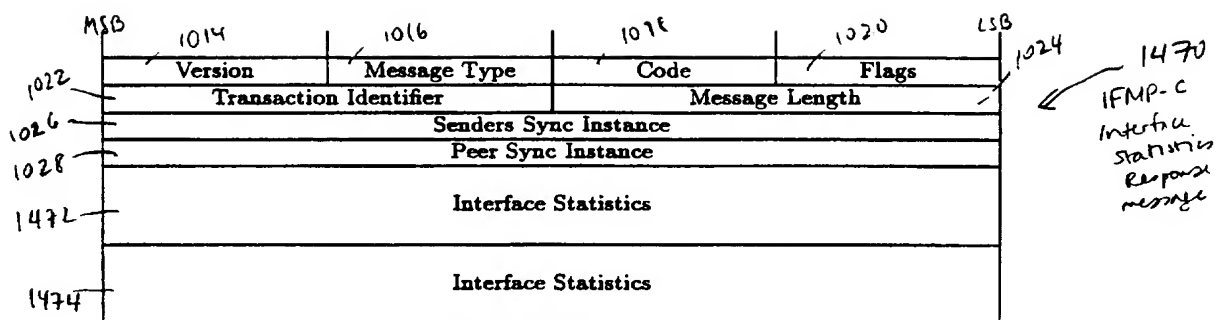 MSB LSB
1014 1016 1018 1020
Version Message Type Code Flags
1024
1022
Transaction Identifier Message Length
1026
Senders Sync Instance
1028
Peer Sync Instance
1472
Interface Statistics
1474
Interface Statistics
1470
IFMP-C
Interface
Statistics
Response
message